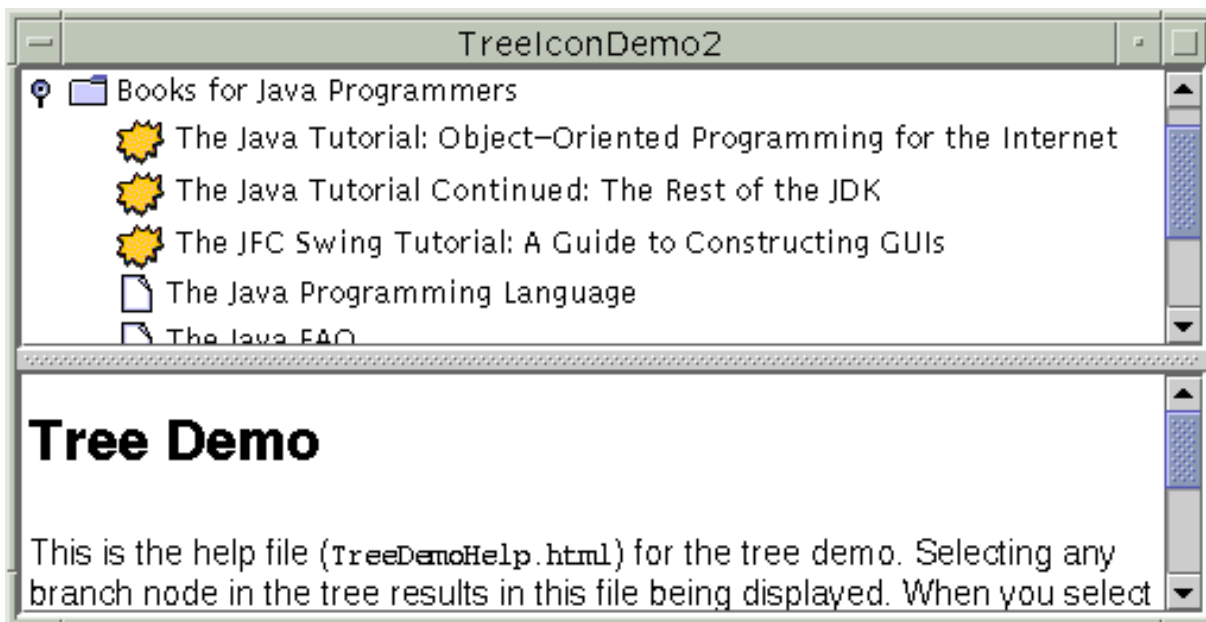 TreeIconDemo2
Books for Java Programmers
The Java Tutorial: Object-Oriented Programming for the Internet
The Java Tutorial Continued: The Rest of the JDK
The JFC Swing Tutorial: A Guide to Constructing GUIs
The Java Programming Language
The Java FAQ
Tree Demo
This is the help file (TreeDemoHelp.html) for the tree demo. Selecting any
branch node in the tree results in this file being displayed. When you select